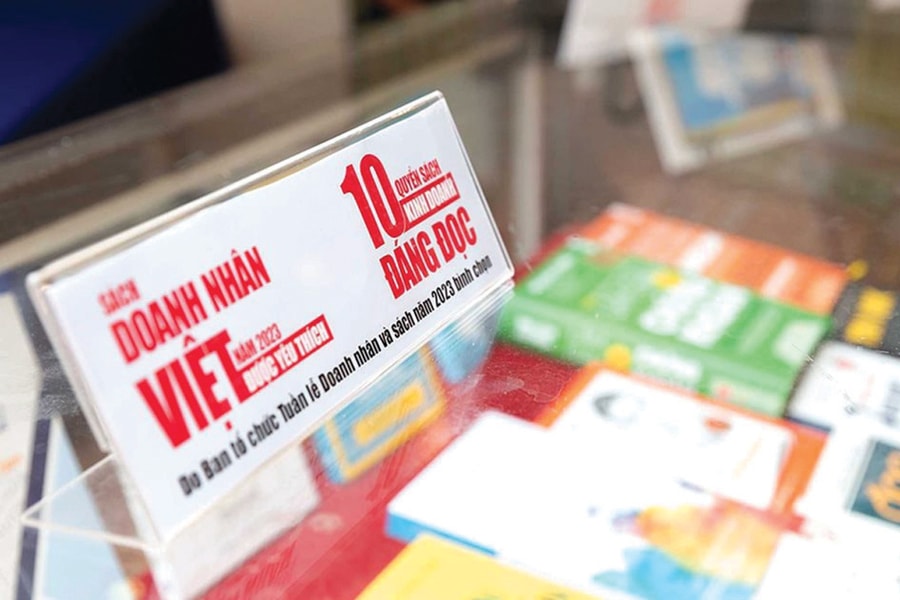 SÁCH
DOANH NHÂN
VIỆT
NĂM 2023
ĐƯỢC YÊU THÍCH
10
QUYỂN SÁCH
KINH DOANH
ĐÁNG ĐỌC
Do Ban tổ chức Tuần lễ Doanh nhân và sách năm 2023 bình chọn